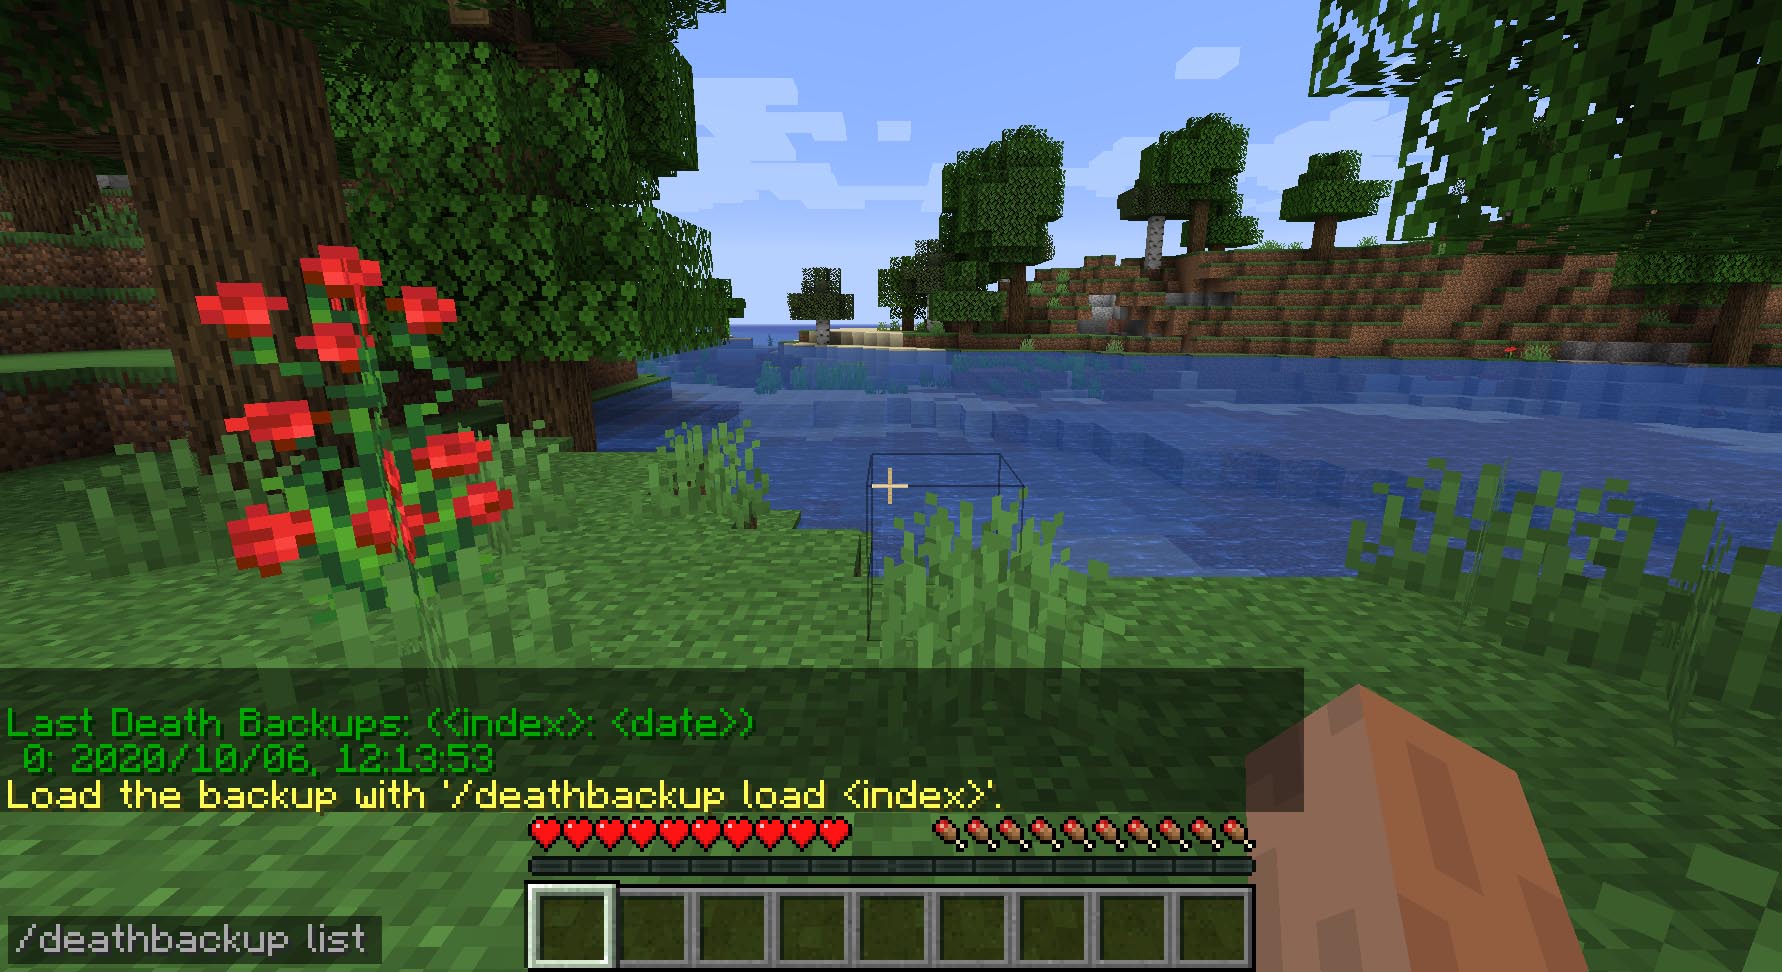 Last Death Backups: (<index>: <date>)
0: 2020/10/06, 12:13:53
Load the backup with '/deathbackup load <index>'.
/deathbackup list